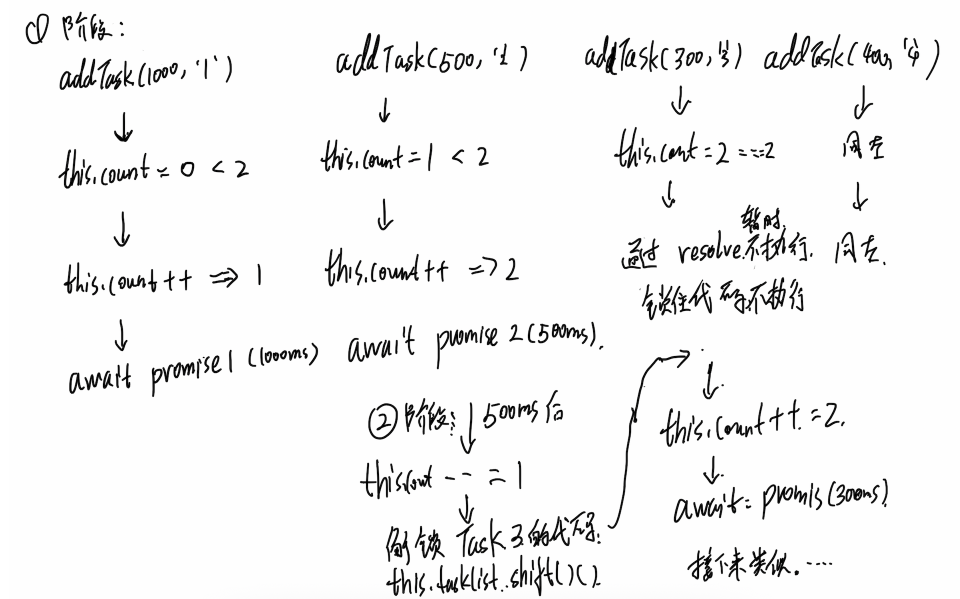 ① 阶段:
addTask(1000, '1')
↓
this.count = 0 < 2
↓
this.count++ => 1
↓
await promise1 (1000ms)
addTask(500, '2)
↓
this.count = 1 < 2
↓
this.count++ => 2
await promise 2 (500ms).
② 阶段: ↓ 500ms 后
this.cout -- = 1
↓
解锁 Task 3 的代码:
this.tasklist.shift()().
addTask(300, '3')
↓
this.cont = 2 === 2
↓
暂时
通过 resolve.不执行.
锁住代码不执行
↓
this.count++. = 2.
↓
await: promis(300ms)
接下来类似. ....
addTask(400, '4)
↓
同左
↓
同左.